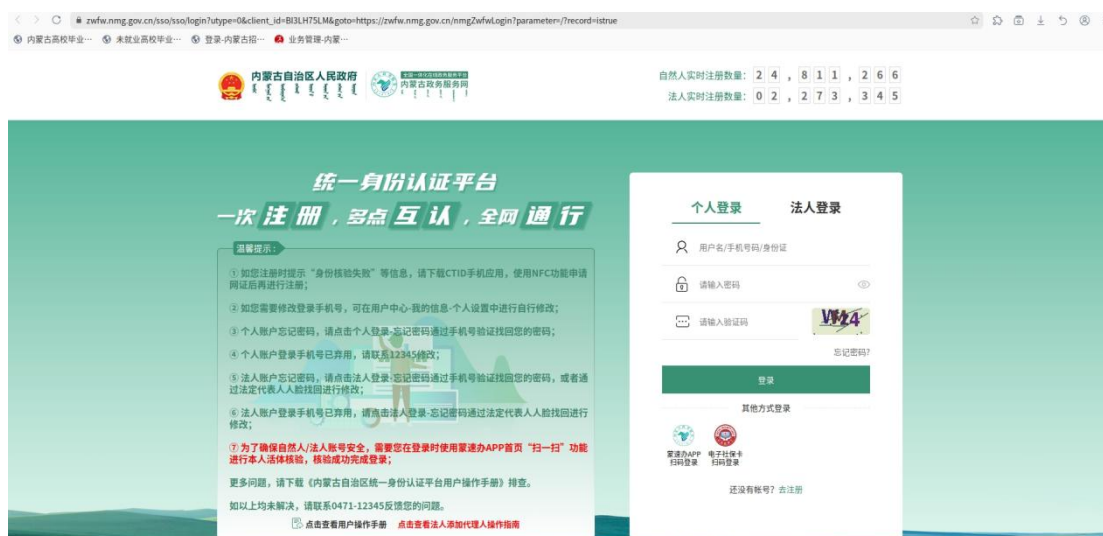 zwfw.nmg.gov.cn/sso/sso/login?utype=0&client_id=BI3LH75LM&goto=https://zwfw.nmg.gov.cn/nmgZwfwLogin?parameter=/?record=istrue
内蒙古高校毕业… 未就业高校毕业… 登录-内蒙古招… 业务管理-内蒙…
内蒙古自治区人民政府
全国一体化在线政务服务平台
内蒙古政务服务网
自然人实时注册数量: 2 4 , 8 1 1 , 2 6 6
法人实时注册数量: 0 2 , 2 7 3 , 3 4 5
统一身份认证平台
一次 注 册 , 多点 互 认 , 全网 通 行
温馨提示:
① 如您注册时提示“身份核验失败”等信息，请下载CTID手机应用，使用NFC功能申请
网证后再进行注册;
② 如您需要修改登录手机号，可在用户中心-我的信息-个人设置中进行自行修改;
③ 个人账户忘记密码，请点击个人登录-忘记密码通过手机号验证找回您的密码;
④ 个人账户登录手机号已弃用，请联系12345修改;
⑤ 法人账户忘记密码，请点击法人登录-忘记密码通过手机号验证找回您的密码，或者通
过法定代表人人脸找回进行修改;
⑥ 法人账户登录手机号已弃用，请点击法人登录-忘记密码通过法定代表人人脸找回进行
修改;
⑦ 为了确保自然人/法人账号安全，需要您在登录时使用蒙速办APP首页“扫一扫”功能
进行本人活体核验，核验成功完成登录;
更多问题，请下载《内蒙古自治区统一身份认证平台用户操作手册》排查。
如以上均未解决，请联系0471-12345反馈您的问题。
点击查看用户操作手册 点击查看法人添加代理人操作指南
个人登录 法人登录
用户名/手机号码/身份证
请输入密码
请输入验证码
忘记密码?
登录
其他方式登录
蒙速办APP
扫码登录
电子社保卡
扫码登录
还没有帐号? 去注册